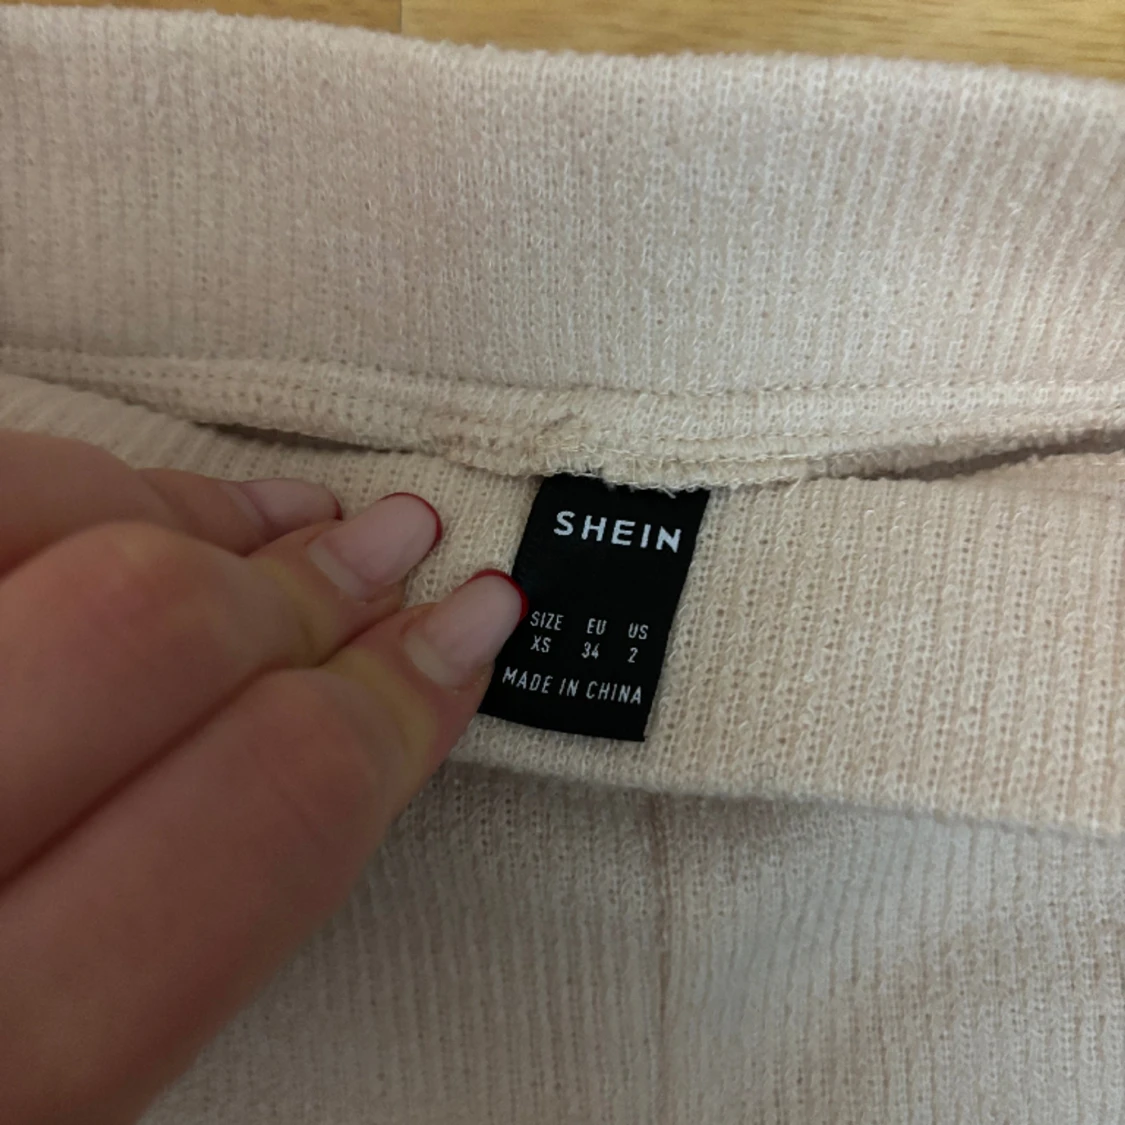 SHEIN
SIZE EU US
XS 34 2
MADE IN CHINA